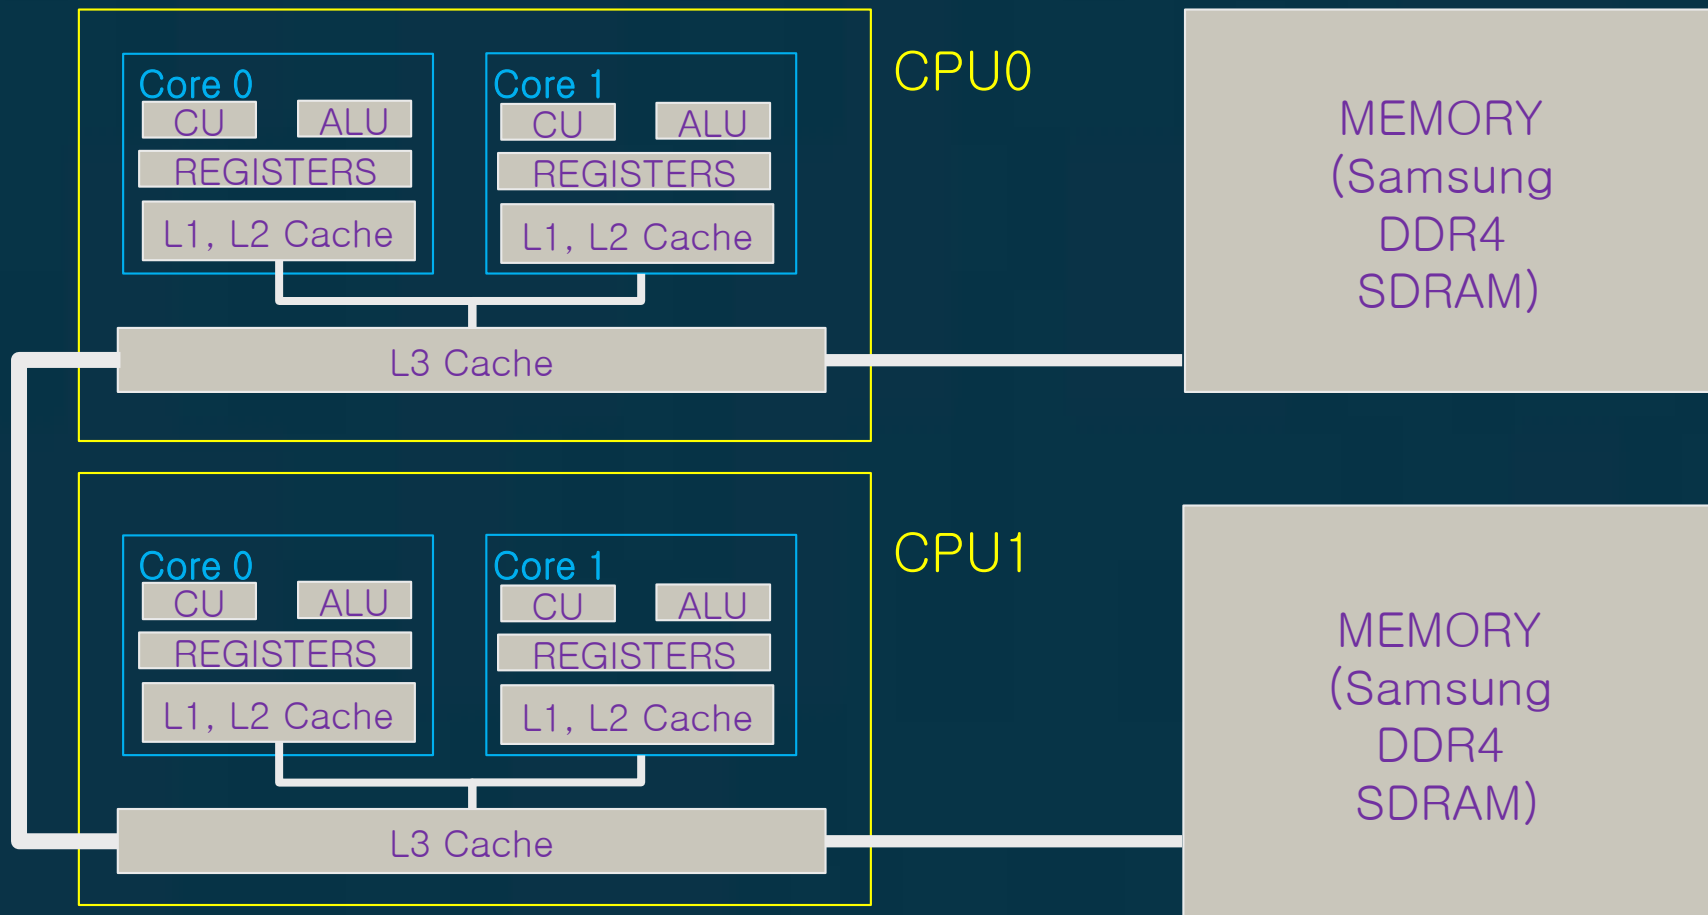 CPU0
Core 0
CU
ALU
REGISTERS
L1, L2 Cache
Core 1
CU
ALU
REGISTERS
L1, L2 Cache
L3 Cache
MEMORY
(Samsung
DDR4
SDRAM)
CPU1
Core 0
CU
ALU
REGISTERS
L1, L2 Cache
Core 1
CU
ALU
REGISTERS
L1, L2 Cache
L3 Cache
MEMORY
(Samsung
DDR4
SDRAM)